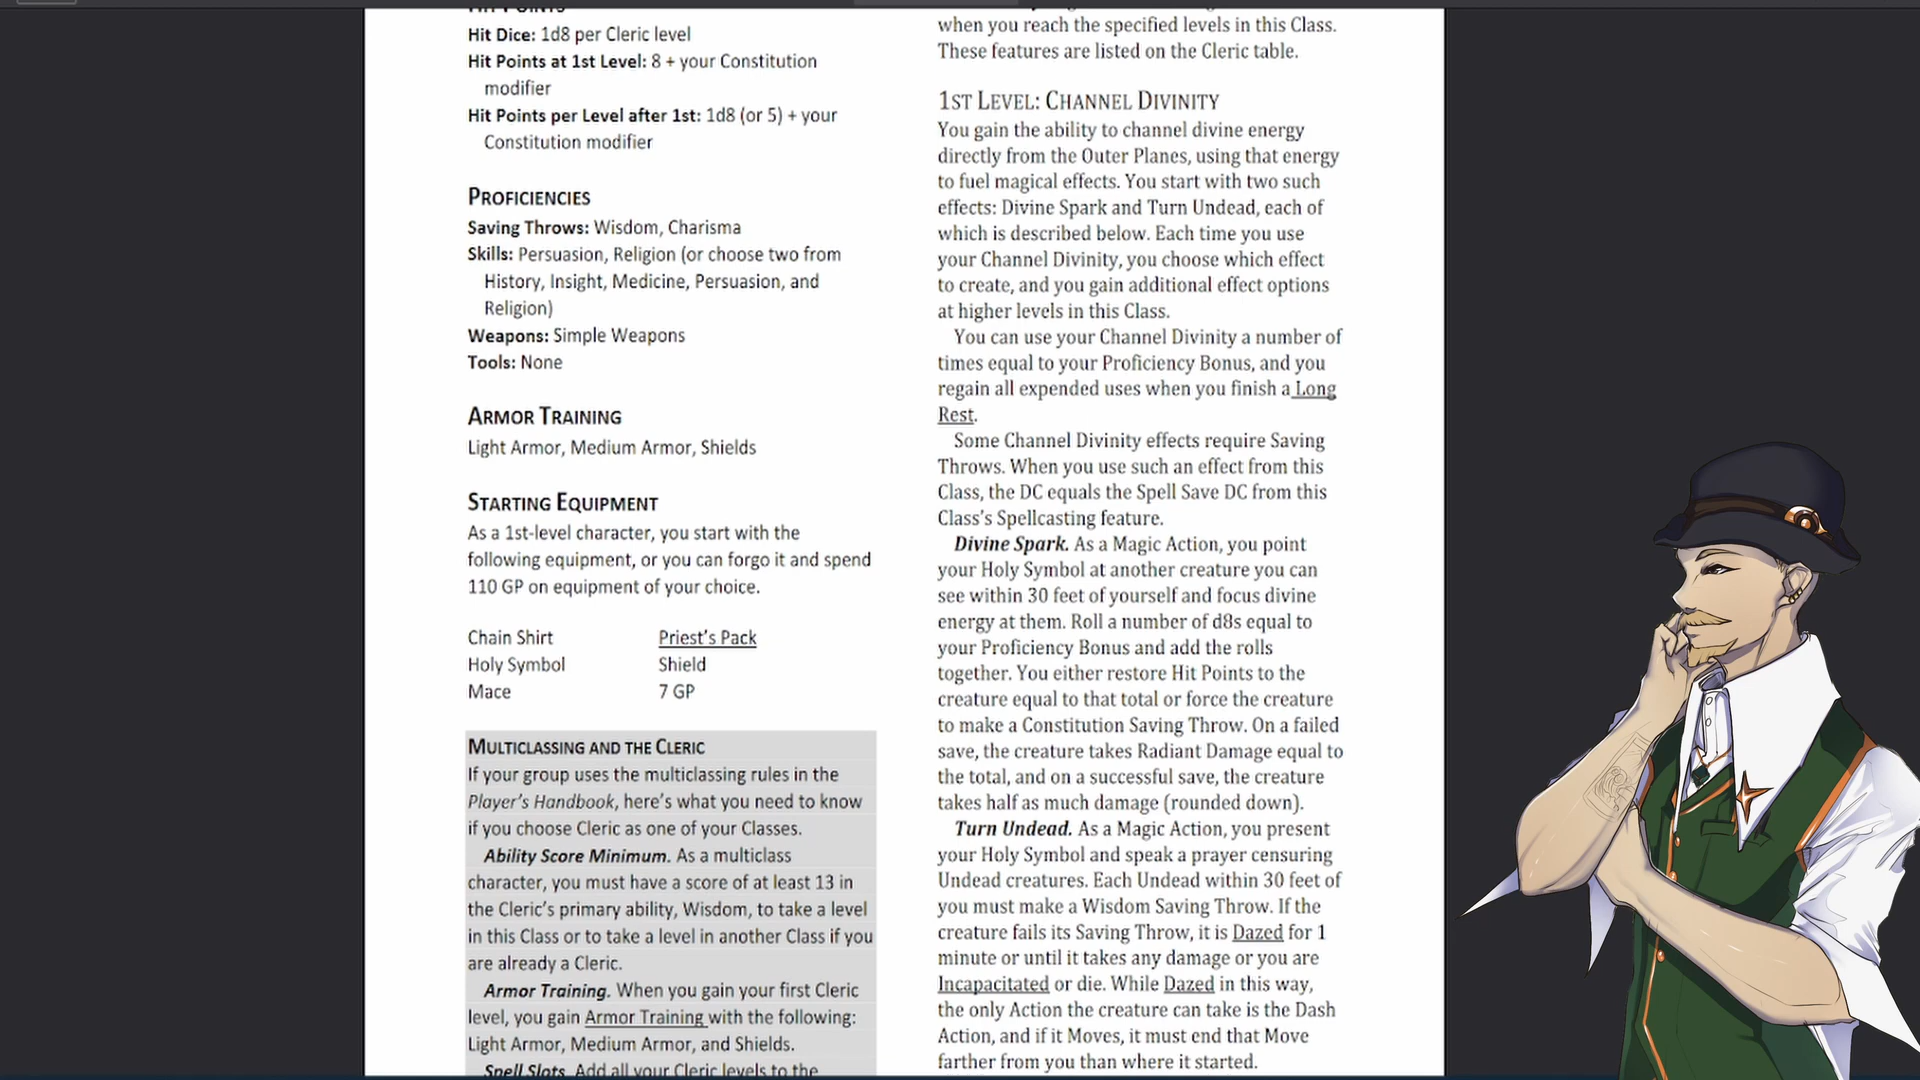 HIT POINTS
Hit Dice: 1d8 per Cleric level
Hit Points at 1st Level: 8 + your Constitution
modifier
Hit Points per Level after 1st: 1d8 (or 5) + your
Constitution modifier
PROFICIENCIES
Saving Throws: Wisdom, Charisma
Skills: Persuasion, Religion (or choose two from
History, Insight, Medicine, Persuasion, and
Religion)
Weapons: Simple Weapons
Tools: None
ARMOR TRAINING
Light Armor, Medium Armor, Shields
STARTING EQUIPMENT
As a 1st-level character, you start with the
following equipment, or you can forgo it and spend
110 GP on equipment of your choice.
Chain Shirt Priest's Pack
Holy Symbol Shield
Mace 7 GP
MULTICLASSING AND THE CLERIC
If your group uses the multiclassing rules in the
Player's Handbook, here's what you need to know
if you choose Cleric as one of your Classes.
Ability Score Minimum. As a multiclass
character, you must have a score of at least 13 in
the Cleric's primary ability, Wisdom, to take a level
in this Class or to take a level in another Class if you
are already a Cleric.
Armor Training. When you gain your first Cleric
level, you gain Armor Training with the following:
Light Armor, Medium Armor, and Shields.
Spell Slots. Add all your Cleric levels to the
when you reach the specified levels in this Class.
These features are listed on the Cleric table.
1ST LEVEL: CHANNEL DIVINITY
You gain the ability to channel divine energy
directly from the Outer Planes, using that energy
to fuel magical effects. You start with two such
effects: Divine Spark and Turn Undead, each of
which is described below. Each time you use
your Channel Divinity, you choose which effect
to create, and you gain additional effect options
at higher levels in this Class.
You can use your Channel Divinity a number of
times equal to your Proficiency Bonus, and you
regain all expended uses when you finish a Long
Rest.
Some Channel Divinity effects require Saving
Throws. When you use such an effect from this
Class, the DC equals the Spell Save DC from this
Class's Spellcasting feature.
Divine Spark. As a Magic Action, you point
your Holy Symbol at another creature you can
see within 30 feet of yourself and focus divine
energy at them. Roll a number of d8s equal to
your Proficiency Bonus and add the rolls
together. You either restore Hit Points to the
creature equal to that total or force the creature
to make a Constitution Saving Throw. On a failed
save, the creature takes Radiant Damage equal to
the total, and on a successful save, the creature
takes half as much damage (rounded down).
Turn Undead. As a Magic Action, you present
your Holy Symbol and speak a prayer censuring
Undead creatures. Each Undead within 30 feet of
you must make a Wisdom Saving Throw. If the
creature fails its Saving Throw, it is Dazed for 1
minute or until it takes any damage or you are
Incapacitated or die. While Dazed in this way,
the only Action the creature can take is the Dash
Action, and if it Moves, it must end that Move
farther from you than where it started.